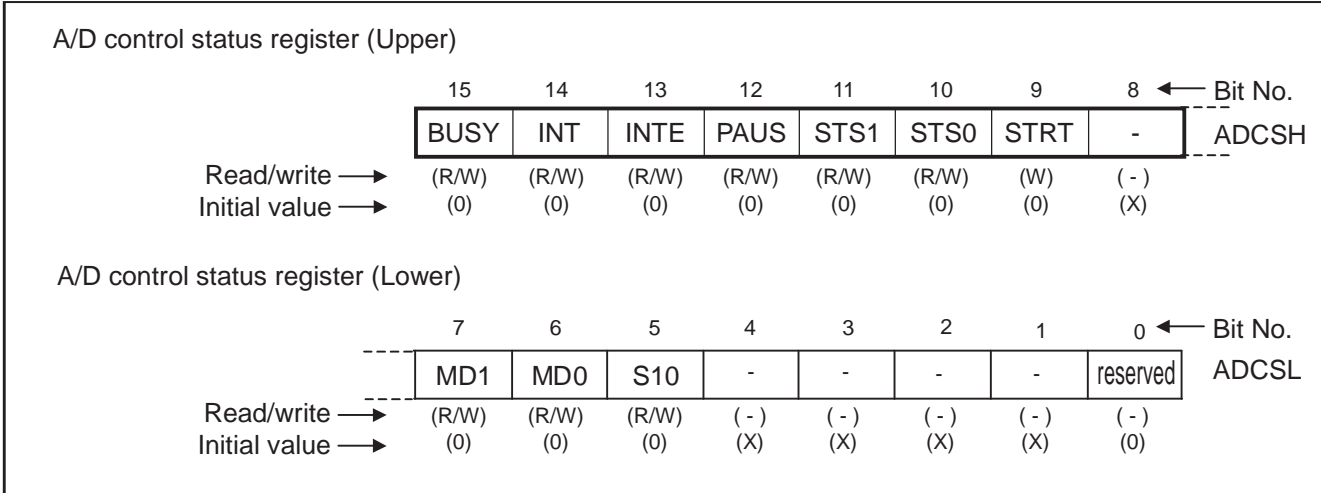 A/D control status register (Upper)
15 14 13 12 11 10 9 8 Bit No.
BUSY INT INTE PAUS STS1 STS0 STRT - ADCSH
Read/write (R/W) (R/W) (R/W) (R/W) (R/W) (R/W) (W) ( - )
Initial value (0) (0) (0) (0) (0) (0) (0) (X)
A/D control status register (Lower)
7 6 5 4 3 2 1 0 Bit No.
MD1 MD0 S10 - - - - reserved ADCSL
Read/write (R/W) (R/W) (R/W) ( - ) ( - ) ( - ) ( - ) ( - )
Initial value (0) (0) (0) (X) (X) (X) (X) (0)